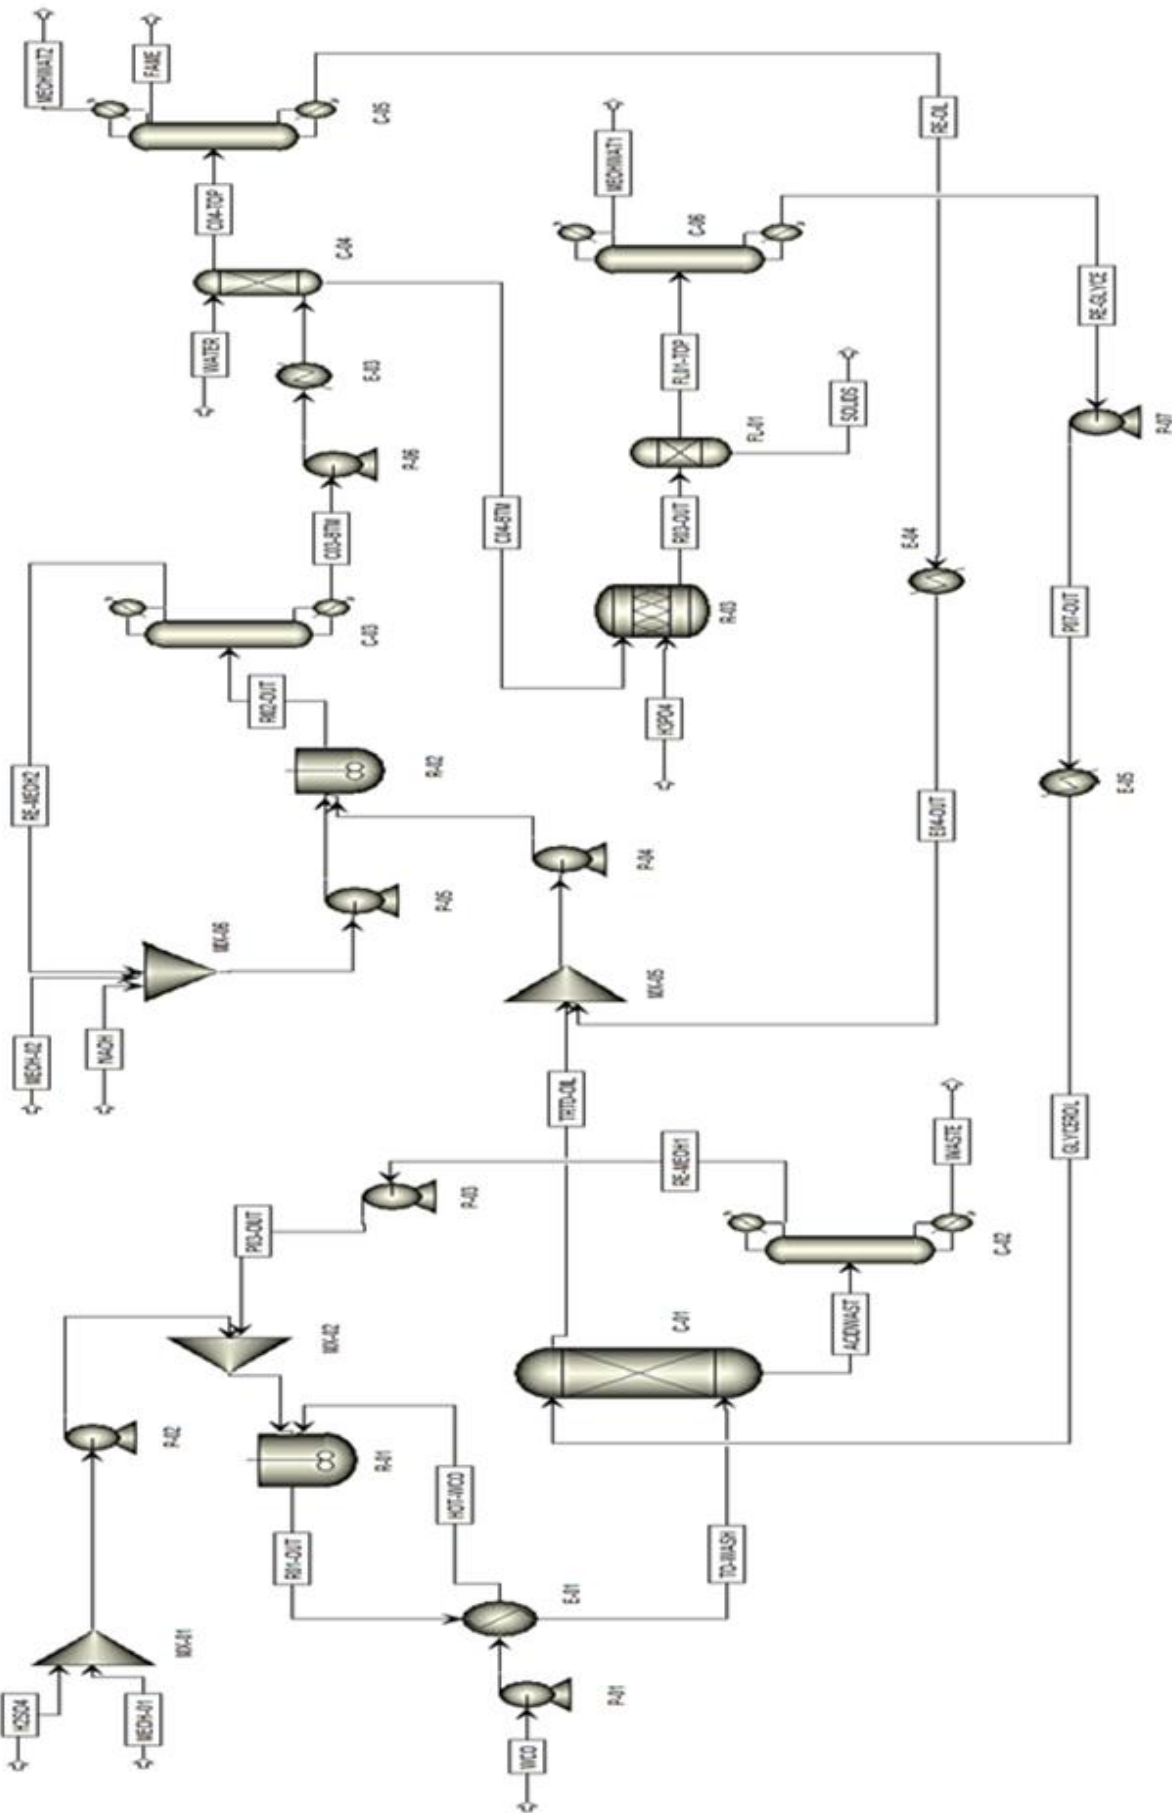 H2SO4
MEOH-01
MX-01
P-02
WCO
P-01
E-01
R01-OUT
HOT-WCO
TO-WASH
R-01
MX-02
P03-OUT
P-03
C-01
ACIDWAST
C-02
WASTE
RE-MEOH1
TRTD-OIL
GLYCEROL
MEOH-02
NAOH
MX-06
RE-MEOH2
P-05
MX-05
P-04
R-02
R02-OUT
C-03
C03-BTM
P-06
E-03
WATER
C-04
C04-TOP
C04-BTM
C-05
MEOHWAT2
FAME
RE-OIL
E-04
E04-OUT
H3PO4
R-03
R03-OUT
FL-01
SOLIDS
FL01-TOP
C-06
MEOHWAT1
RE-GLYCE
P-07
P07-OUT
E-05